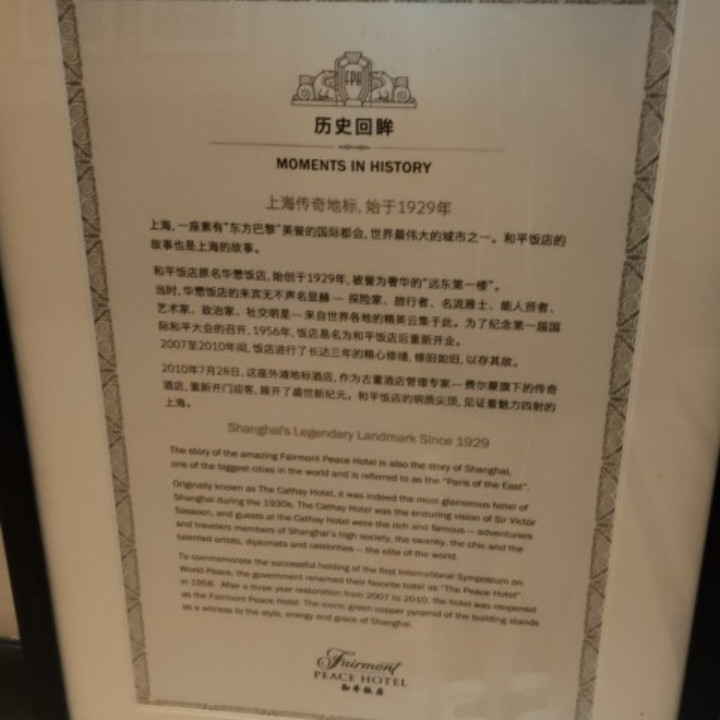 FPH
历史回眸
MOMENTS IN HISTORY
上海传奇地标, 始于1929年
上海, 一座素有"东方巴黎"美誉的国际都会, 世界最伟大的城市之一。和平饭店的
故事也是上海的故事。
和平饭店原名华懋饭店, 始创于1929年, 被誉为奢华的"远东第一楼"。
当时, 华懋饭店的来宾无不声名显赫 — 探险家、旅行者、名流雅士、能人贤者、
艺术家、政治家、社交明星— 来自世界各地的精英云集于此。为了纪念第一届国
际和平大会的召开, 1956年, 饭店易名为和平饭店后重新开业。
2007至2010年间, 饭店进行了长达三年的精心修缮, 修旧如旧, 以存其故。
2010年7月28日, 这座外滩地标酒店, 作为古董酒店管理专家— 费尔蒙旗下的传奇
酒店, 重新开门迎客, 展开了盛世新纪元。和平饭店的铜质尖顶, 见证着魅力四射的
上海。
Shanghai's Legendary Landmark Since 1929
The story of the amazing Fairmont Peace Hotel is also the story of Shanghai,
one of the biggest cities in the world and is referred to as the "Paris of the East".
Originally known as The Cathay Hotel, it was indeed the most glamorous hotel of
Shanghai during the 1930s. The Cathay Hotel was the enduring vision of Sir Victor
Sassoon, and guests at the Cathay Hotel were the rich and famous -- adventurers
and travelers members of Shanghai's high society, the swanky, the chic and the
talented artists, diplomats and celebrities -- the elite of the world.
To commemorate the successful holding of the first International Symposium on
World Peace, the government renamed their favorite hotel as "The Peace Hotel"
in 1956. After a three year restoration from 2007 to 2010, the hotel was reopened
as the Fairmont Peace Hotel. The iconic green copper pyramid of the building stands
as a witness to the style, energy and grace of Shanghai.
Fairmont
PEACE HOTEL
和平饭店